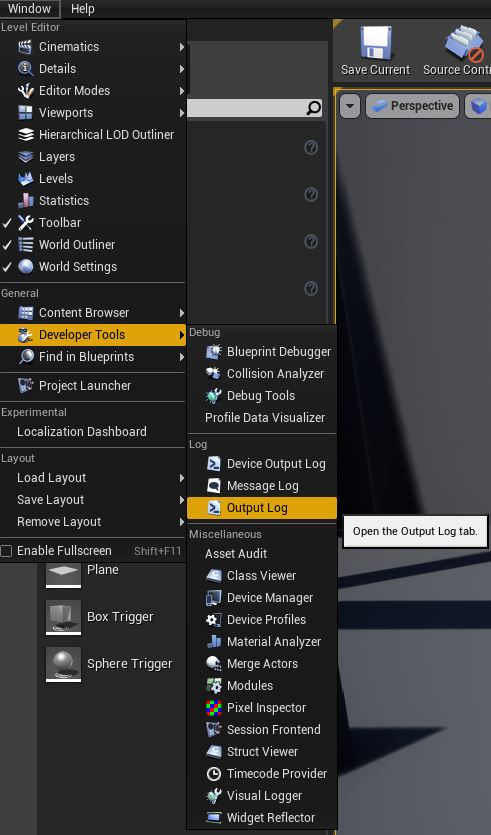 Window Help
Level Editor
Cinematics
Details
Editor Modes
Viewports
Hierarchical LOD Outliner
Layers
Levels
Statistics
Toolbar
World Outliner
World Settings
General
Content Browser
Developer Tools
Find in Blueprints
Project Launcher
Experimental
Localization Dashboard
Layout
Load Layout
Save Layout
Remove Layout
Enable Fullscreen Shift+F11
Plane
Box Trigger
Sphere Trigger
Debug
Blueprint Debugger
Collision Analyzer
Debug Tools
Profile Data Visualizer
Log
Device Output Log
Message Log
Output Log
Miscellaneous
Asset Audit
Class Viewer
Device Manager
Device Profiles
Material Analyzer
Merge Actors
Modules
Pixel Inspector
Session Frontend
Struct Viewer
Timecode Provider
Visual Logger
Widget Reflector
Save Current Source Contr
Perspective
Open the Output Log tab.